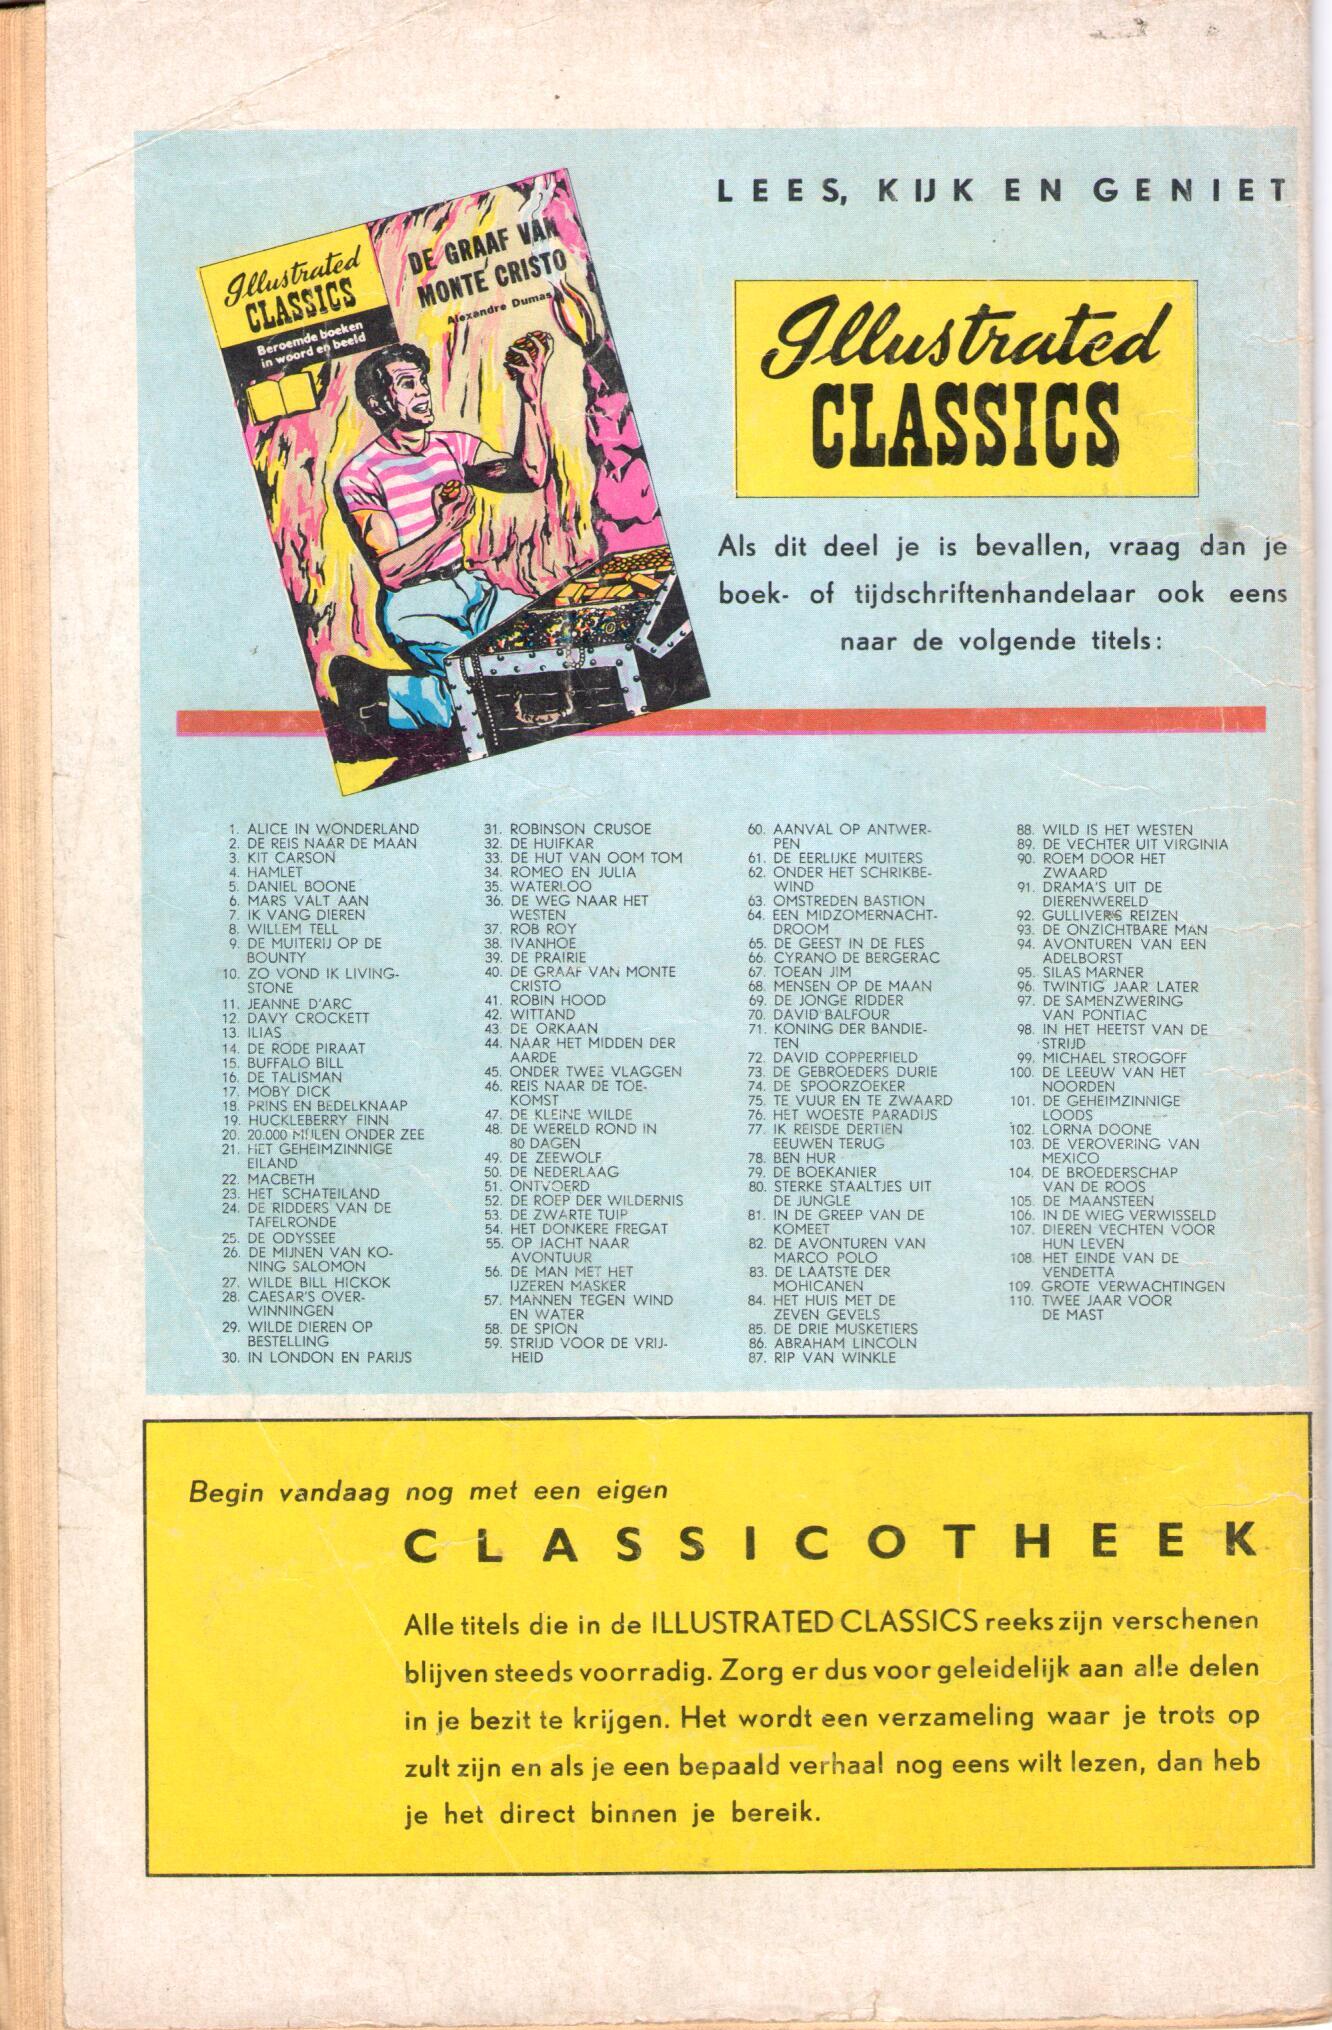 LEES, KIJK EN GENIET
Illustrated
CLASSICS
Beroemde boeken
in woord en beeld
DE GRAAF VAN
MONTE CRISTO
Alexandre Dumas
Illustrated
CLASSICS
Als dit deel je is bevallen, vraag dan je
boek- of tijdschriftenhandelaar ook eens
naar de volgende titels:
1. ALICE IN WONDERLAND
2. DE REIS NAAR DE MAAN
3. KIT CARSON
4. HAMLET
5. DANIEL BOONE
6. MARS VALT AAN
7. IK VANG DIEREN
8. WILLEM TELL
9. DE MUITERIJ OP DE
BOUNTY
10. ZO VOND IK LIVING-
STONE
11. JEANNE D'ARC
12. DAVY CROCKETT
13. ILIAS
14. DE RODE PIRAAT
15. BUFFALO BILL
16. DE TALISMAN
17. MOBY DICK
18. PRINS EN BEDELKNAAP
19. HUCKLEBERRY FINN
20. 20.000 MIJLEN ONDER ZEE
21. HET GEHEIMZINNIGE
EILAND
22. MACBETH
23. HET SCHATEILAND
24. DE RIDDERS VAN DE
TAFELRONDE
25. DE ODYSSEE
26. DE MIJNEN VAN KO-
NING SALOMON
27. WILDE BILL HICKOK
28. CAESAR'S OVER-
WINNINGEN
29. WILDE DIEREN OP
BESTELLING
30. IN LONDON EN PARIJS
31. ROBINSON CRUSOE
32. DE HUIFKAR
33. DE HUT VAN OOM TOM
34. ROMEO EN JULIA
35. WATERLOO
36. DE WEG NAAR HET
WESTEN
37. ROB ROY
38. IVANHOE
39. DE PRAIRIE
40. DE GRAAF VAN MONTE
CRISTO
41. ROBIN HOOD
42. WITTAND
43. DE ORKAAN
44. NAAR HET MIDDEN DER
AARDE
45. ONDER TWEE VLAGGEN
46. REIS NAAR DE TOE-
KOMST
47. DE KLEINE WILDE
48. DE WERELD ROND IN
80 DAGEN
49. DE ZEEWOLF
50. DE NEDERLAAG
51. ONTVOERD
52. DE ROEP DER WILDERNIS
53. DE ZWARTE TULP
54. HET DONKERE FREGAT
55. OP JACHT NAAR
AVONTUUR
56. DE MAN MET HET
IJZEREN MASKER
57. MANNEN TEGEN WIND
EN WATER
58. DE SPION
59. STRIJD VOOR DE VRIJ-
HEID
60. AANVAL OP ANTWER-
PEN
61. DE EERLIJKE MUITERS
62. ONDER HET SCHRIKBE-
WIND
63. OMSTREDEN BASTION
64. EEN MIDZOMERNACHT-
DROOM
65. DE GEEST IN DE FLES
66. CYRANO DE BERGERAC
67. TOEAN JIM
68. MENSEN OP DE MAAN
69. DE JONGE RIDDER
70. DAVID BALFOUR
71. KONING DER BANDIE-
TEN
72. DAVID COPPERFIELD
73. DE GEBROEDERS DURIE
74. DE SPOORZOEKER
75. TE VUUR EN TE ZWAARD
76. HET WOESTE PARADIJS
77. IK REISDE DERTIEN
EEUWEN TERUG
78. BEN HUR
79. DE BOEKANIER
80. STERKE STAALTJES UIT
DE JUNGLE
81. IN DE GREEP VAN DE
KOMEET
82. DE AVONTUREN VAN
MARCO POLO
83. DE LAATSTE DER
MOHICANEN
84. HET HUIS MET DE
ZEVEN GEVELS
85. DE DRIE MUSKETIERS
86. ABRAHAM LINCOLN
87. RIP VAN WINKLE
88. WILD IS HET WESTEN
89. DE VECHTER UIT VIRGINIA
90. ROEM DOOR HET
ZWAARD
91. DRAMA'S UIT DE
DIERENWERELD
92. GULLIVERS REIZEN
93. DE ONZICHTBARE MAN
94. AVONTUREN VAN EEN
ADELBORST
95. SILAS MARNER
96. TWINTIG JAAR LATER
97. DE SAMENZWERING
VAN PONTIAC
98. IN HET HEETST VAN DE
STRIJD
99. MICHAEL STROGOFF
100. DE LEEUW VAN HET
NOORDEN
101. DE GEHEIMZINNIGE
LOODS
102. LORNA DOONE
103. DE VEROVERING VAN
MEXICO
104. DE BROEDERSCHAP
VAN DE ROOS
105. DE MAANSTEEN
106. IN DE WIEG VERWISSELD
107. DIEREN VECHTEN VOOR
HUN LEVEN
108. HET EINDE VAN DE
VENDETTA
109. GROTE VERWACHTINGEN
110. TWEE JAAR VOOR
DE MAST
Begin vandaag nog met een eigen
CLASSICOTHEEK
Alle titels die in de ILLUSTRATED CLASSICS reeks zijn verschenen
blijven steeds voorradig. Zorg er dus voor geleidelijk aan alle delen
in je bezit te krijgen. Het wordt een verzameling waar je trots op
zult zijn en als je een bepaald verhaal nog eens wilt lezen, dan heb
je het direct binnen je bereik.